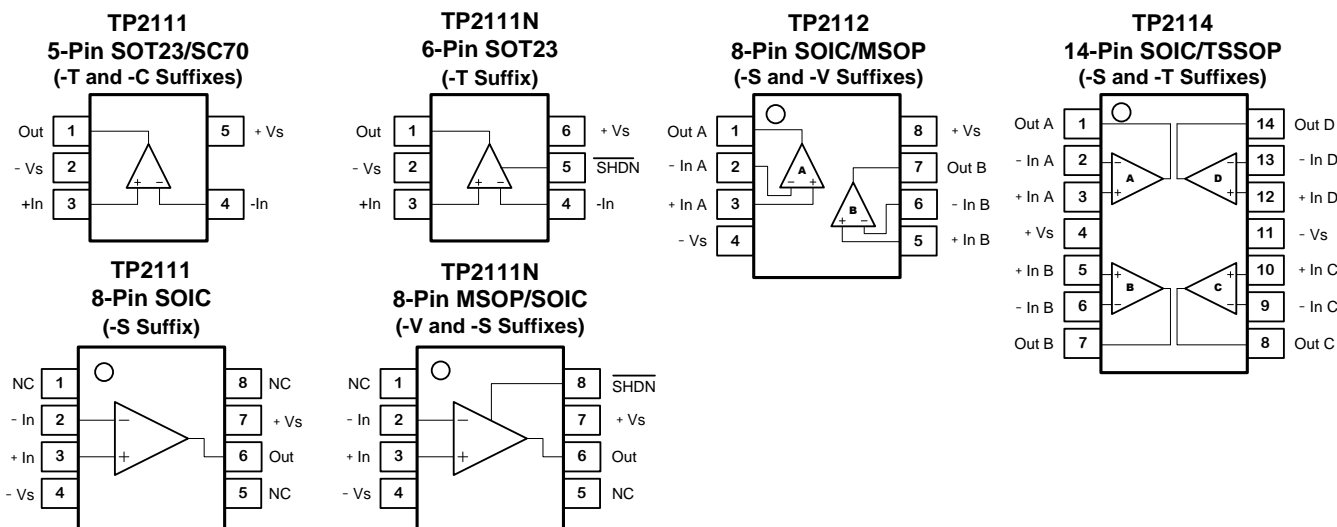 TP2111
5-Pin SOT23/SC70
(-T and -C Suffixes)
Out 1
5 + Vs
- Vs 2
+In 3
4 -In
+ -
TP2111N
6-Pin SOT23
(-T Suffix)
Out 1
6 + Vs
- Vs 2
5 SHDN
+In 3
4 -In
+ -
TP2112
8-Pin SOIC/MSOP
(-S and -V Suffixes)
Out A 1
8 + Vs
- In A 2
7 Out B
+ In A 3
6 - In B
- Vs 4
5 + In B
A
- +
B
+ -
TP2114
14-Pin SOIC/TSSOP
(-S and -T Suffixes)
Out A 1
14 Out D
- In A 2
13 - In D
+ In A 3
12 + In D
+ Vs 4
11 - Vs
+ In B 5
10 + In C
- In B 6
9 - In C
Out B 7
8 Out C
- A + - D +
+ B - + C -
TP2111
8-Pin SOIC
(-S Suffix)
NC 1
8 NC
- In 2
7 + Vs
+ In 3
6 Out
- Vs 4
5 NC
-
+
TP2111N
8-Pin MSOP/SOIC
(-V and -S Suffixes)
NC 1
8 SHDN
- In 2
7 + Vs
+ In 3
6 Out
- Vs 4
5 NC
-
+